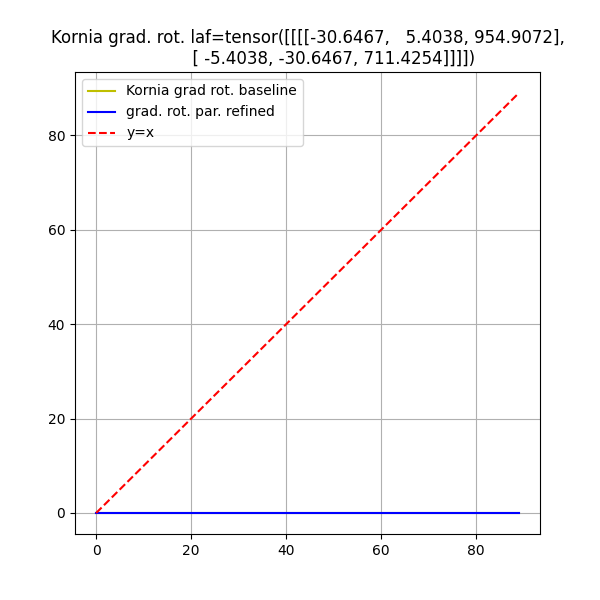 Kornia grad. rot. laf=tensor([[[[-30.6467, 5.4038, 954.9072],
[ -5.4038, -30.6467, 711.4254]]]])
Kornia grad rot. baseline
grad. rot. par. refined
y=x
80
60
40
20
0
0 20 40 60 80